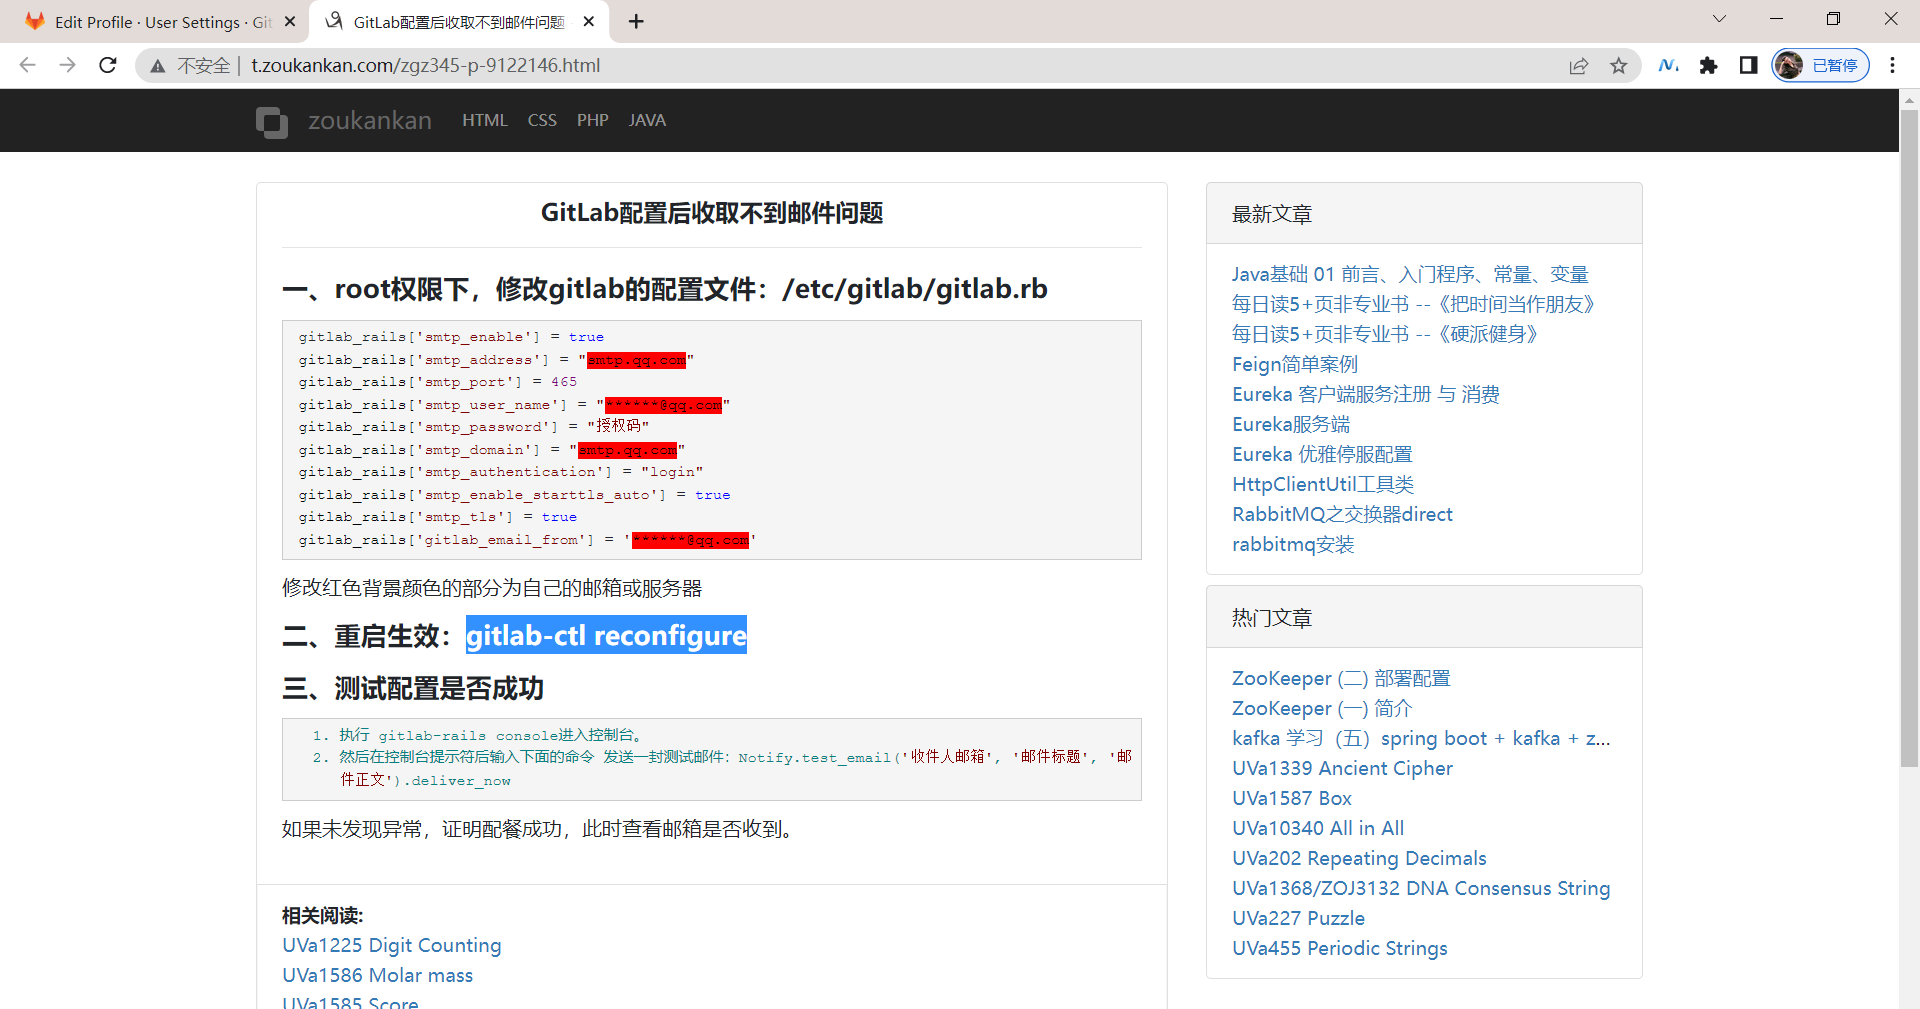 Edit Profile · User Settings · Git
GitLab配置后收取不到邮件问题
不安全
t.zoukankan.com/zgz345-p-9122146.html
已暂停
zoukankan
HTML
CSS
PHP
JAVA
GitLab配置后收取不到邮件问题
一、root权限下，修改gitlab的配置文件：/etc/gitlab/gitlab.rb
gitlab_rails['smtp_enable'] = true
gitlab_rails['smtp_address'] = "smtp.qq.com"
gitlab_rails['smtp_port'] = 465
gitlab_rails['smtp_user_name'] = "******@qq.com"
gitlab_rails['smtp_password'] = "授权码"
gitlab_rails['smtp_domain'] = "smtp.qq.com"
gitlab_rails['smtp_authentication'] = "login"
gitlab_rails['smtp_enable_starttls_auto'] = true
gitlab_rails['smtp_tls'] = true
gitlab_rails['gitlab_email_from'] = '******@qq.com'
修改红色背景颜色的部分为自己的邮箱或服务器
二、重启生效：gitlab-ctl reconfigure
三、测试配置是否成功
1. 执行 gitlab-rails console进入控制台。
2. 然后在控制台提示符后输入下面的命令 发送一封测试邮件：Notify.test_email('收件人邮箱', '邮件标题', '邮
件正文').deliver_now
如果未发现异常，证明配餐成功，此时查看邮箱是否收到。
相关阅读:
UVa1225 Digit Counting
UVa1586 Molar mass
UVa1585 Score
最新文章
Java基础 01 前言、入门程序、常量、变量
每日读5+页非专业书 --《把时间当作朋友》
每日读5+页非专业书 --《硬派健身》
Feign简单案例
Eureka 客户端服务注册 与 消费
Eureka服务端
Eureka 优雅停服配置
HttpClientUtil工具类
RabbitMQ之交换器direct
rabbitmq安装
热门文章
ZooKeeper (二) 部署配置
ZooKeeper (一) 简介
kafka 学习（五）spring boot + kafka + z...
UVa1339 Ancient Cipher
UVa1587 Box
UVa10340 All in All
UVa202 Repeating Decimals
UVa1368/ZOJ3132 DNA Consensus String
UVa227 Puzzle
UVa455 Periodic Strings